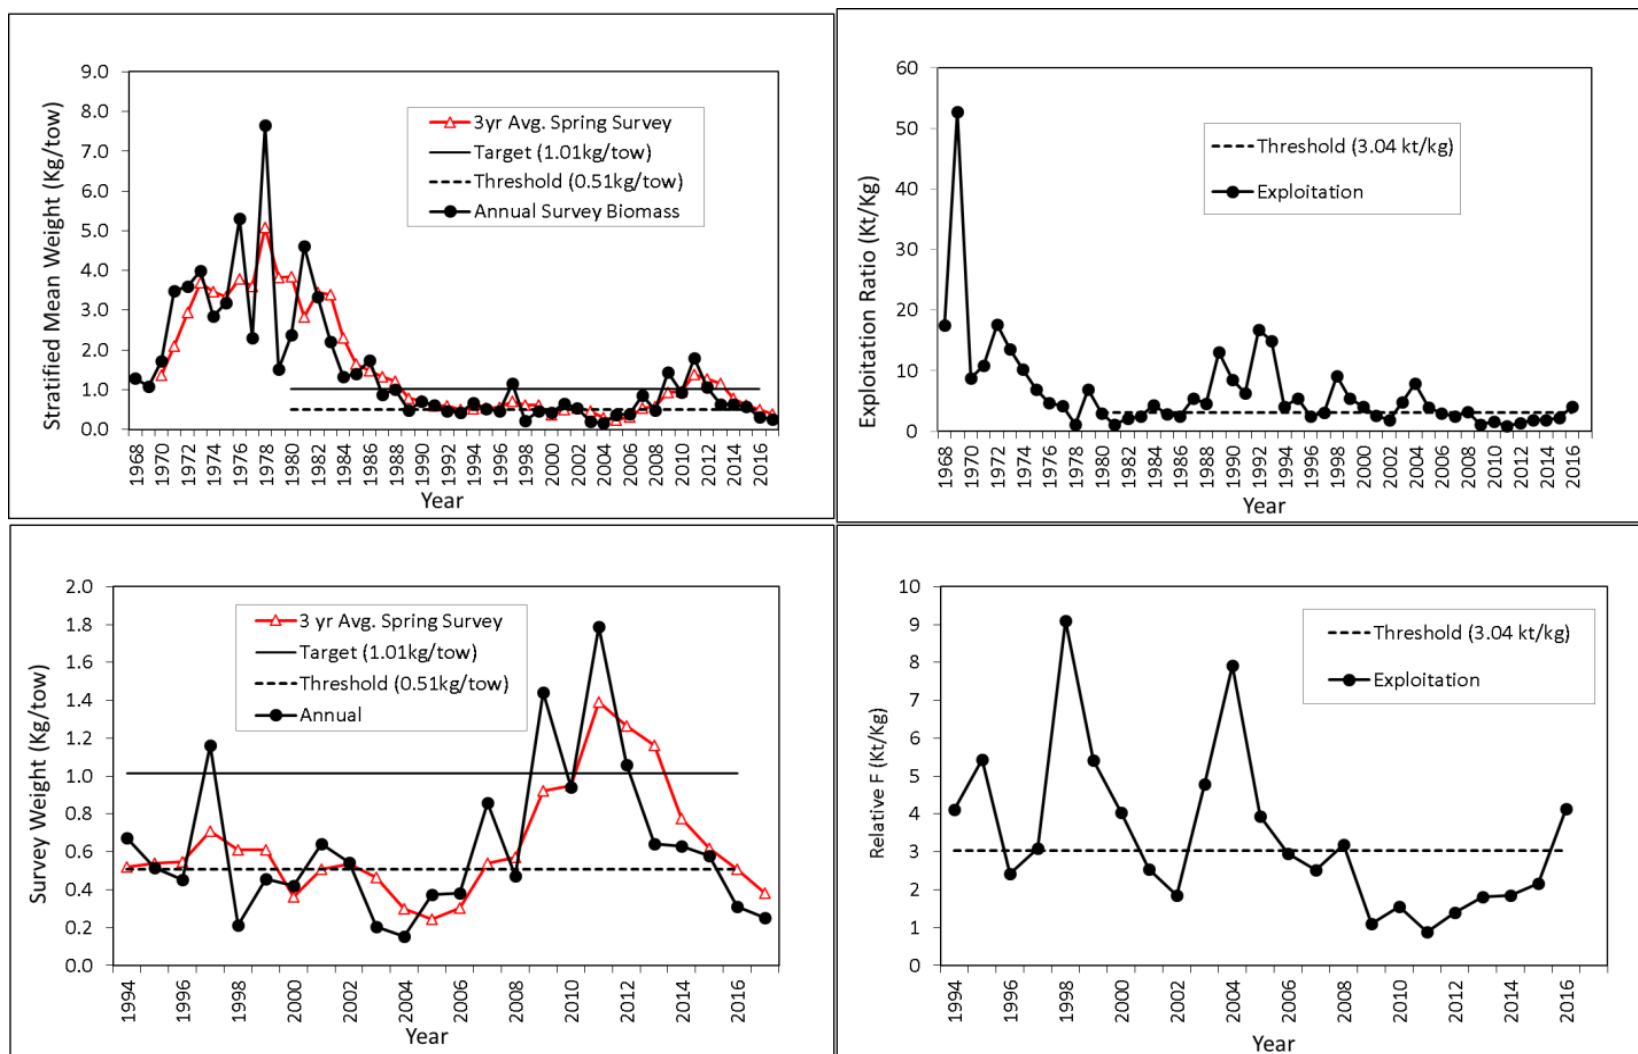 9.0
8.0
7.0
6.0
5.0
4.0
3.0
2.0
1.0
0.0
Stratified Mean Weight (Kg/tow)
3yr Avg. Spring Survey
Target (1.01kg/tow)
Threshold (0.51kg/tow)
Annual Survey Biomass
1968 1970 1972 1974 1976 1978 1980 1982 1984 1986 1988 1990 1992 1994 1996 1998 2000 2002 2004 2006 2008 2010 2012 2014 2016
Year
60
50
40
30
20
10
0
Exploitation Ratio (Kt/Kg)
Threshold (3.04 kt/kg)
Exploitation
1968 1970 1972 1974 1976 1978 1980 1982 1984 1986 1988 1990 1992 1994 1996 1998 2000 2002 2004 2006 2008 2010 2012 2014 2016
Year
2.0
1.8
1.6
1.4
1.2
1.0
0.8
0.6
0.4
0.2
0.0
Survey Weight (Kg/tow)
3 yr Avg. Spring Survey
Target (1.01kg/tow)
Threshold (0.51kg/tow)
Annual
1994 1996 1998 2000 2002 2004 2006 2008 2010 2012 2014 2016
Year
10
9
8
7
6
5
4
3
2
1
0
Relative F (Kt/Kg)
Threshold (3.04 kt/kg)
Exploitation
1994 1996 1998 2000 2002 2004 2006 2008 2010 2012 2014 2016
Year